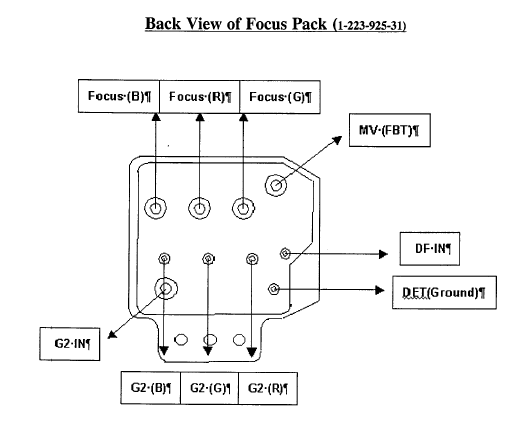 Back View of Focus Pack (1-223-925-31)
Focus·(B)¶ Focus·(R)¶ Focus·(G)¶
MV·(FBT)¶
DF·IN¶
DET(Ground)¶
G2·IN¶
G2·(B)¶ G2·(G)¶ G2·(R)¶